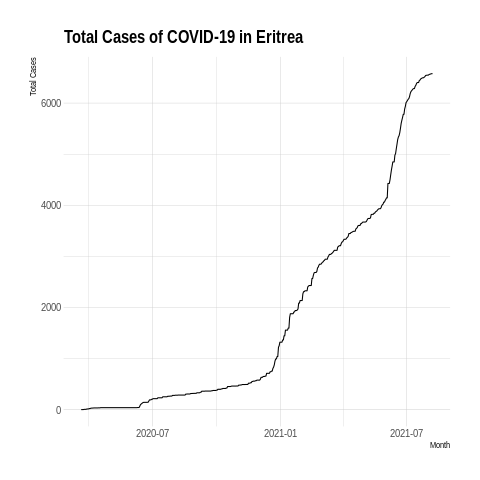 Total Cases of COVID-19 in Eritrea
Total Cases
6000
4000
2000
0
2020-07
2021-01
2021-07
Month